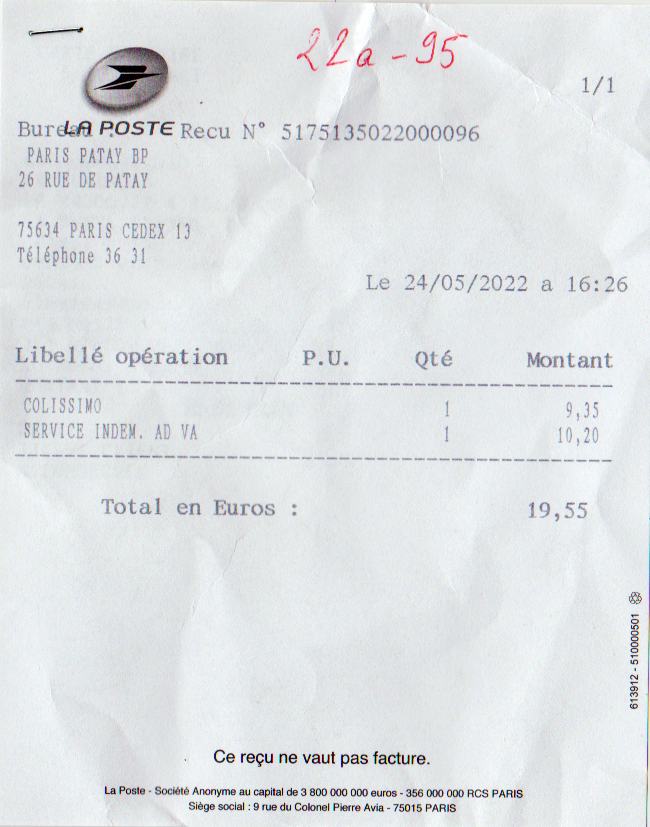 22a-95
1/1
Bureau : LA POSTE Recu N° 5175135022000096
PARIS PATAY BP
26 RUE DE PATAY
75634 PARIS CEDEX 13
Téléphone 36 31
Le 24/05/2022 a 16:26
Libellé opération P.U. Qté Montant
COLISSIMO 1 9,35
SERVICE INDEM. AD VA 1 10,20
Total en Euros : 19,55
613912 - 510000501
Ce reçu ne vaut pas facture.
La Poste - Société Anonyme au capital de 3 800 000 000 euros - 356 000 000 RCS PARIS
Siège social : 9 rue du Colonel Pierre Avia - 75015 PARIS